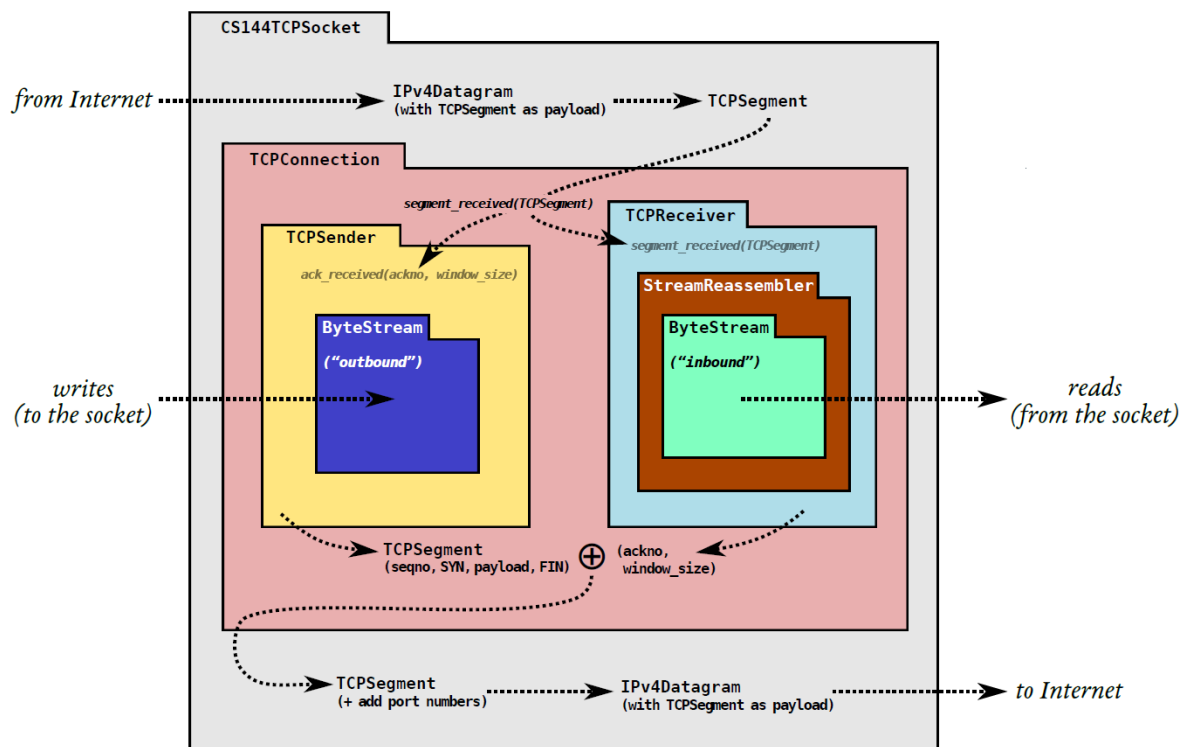 CS144TCPSocket
from Internet
IPv4Datagram
(with TCPSegment as payload)
TCPSegment
TCPConnection
segment_received(TCPSegment)
TCPSender
ack_received(ackno, window_size)
ByteStream
(“outbound”)
TCPReceiver
segment_received(TCPSegment)
StreamReassembler
ByteStream
(“inbound”)
writes
(to the socket)
reads
(from the socket)
TCPSegment
(seqno, SYN, payload, FIN)
(ackno,
window_size)
TCPSegment
(+ add port numbers)
IPv4Datagram
(with TCPSegment as payload)
to Internet